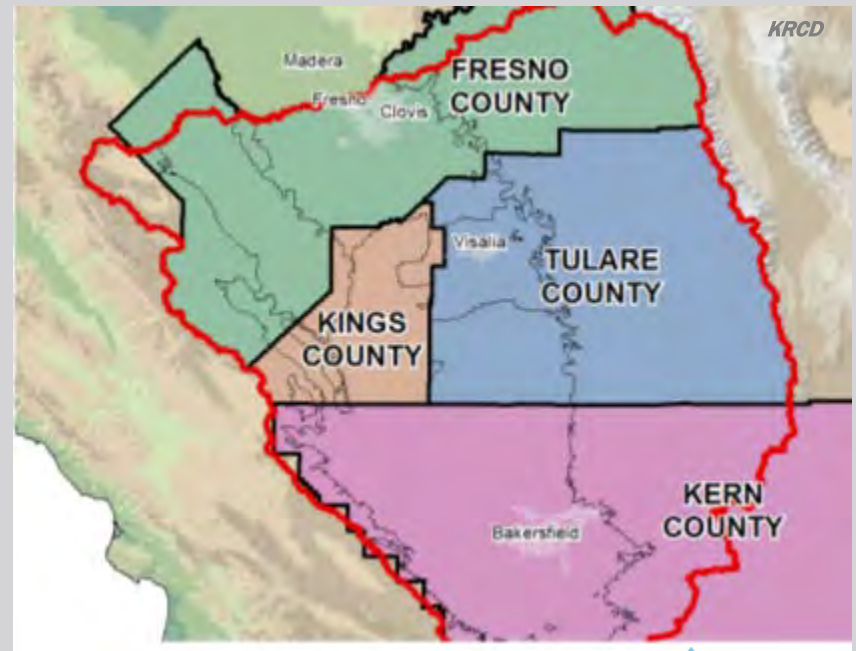 KRCD
Madera
FRESNO
COUNTY
Fresno
Clovis
Visalia
TULARE
COUNTY
KINGS
COUNTY
KERN
COUNTY
Bakersfield